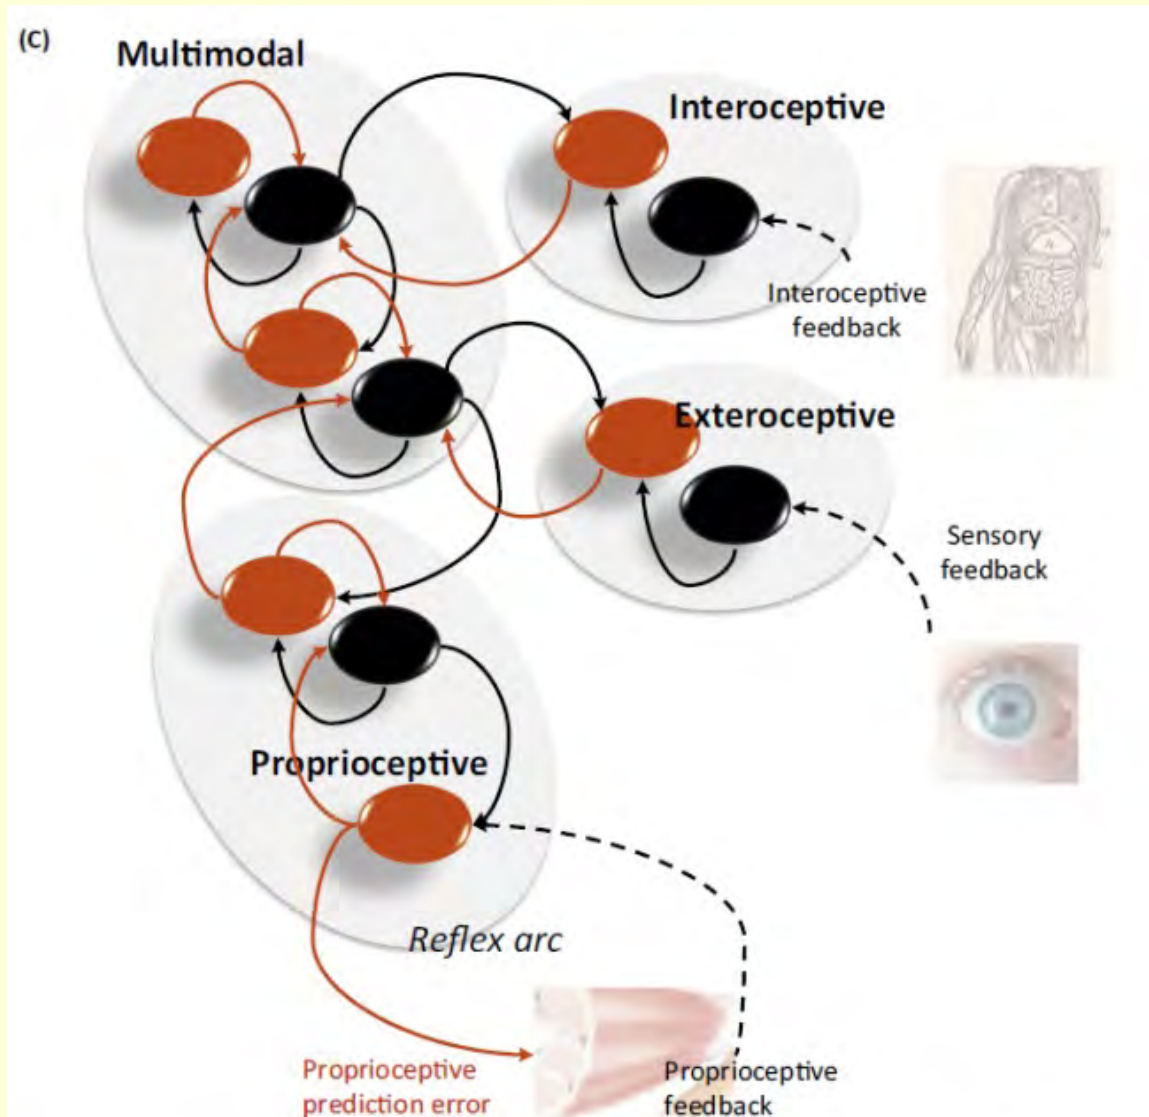 (C)
Multimodal
Interoceptive
Interoceptive
feedback
Exteroceptive
Sensory
feedback
Proprioceptive
Reflex arc
Proprioceptive
prediction error
Proprioceptive
feedback